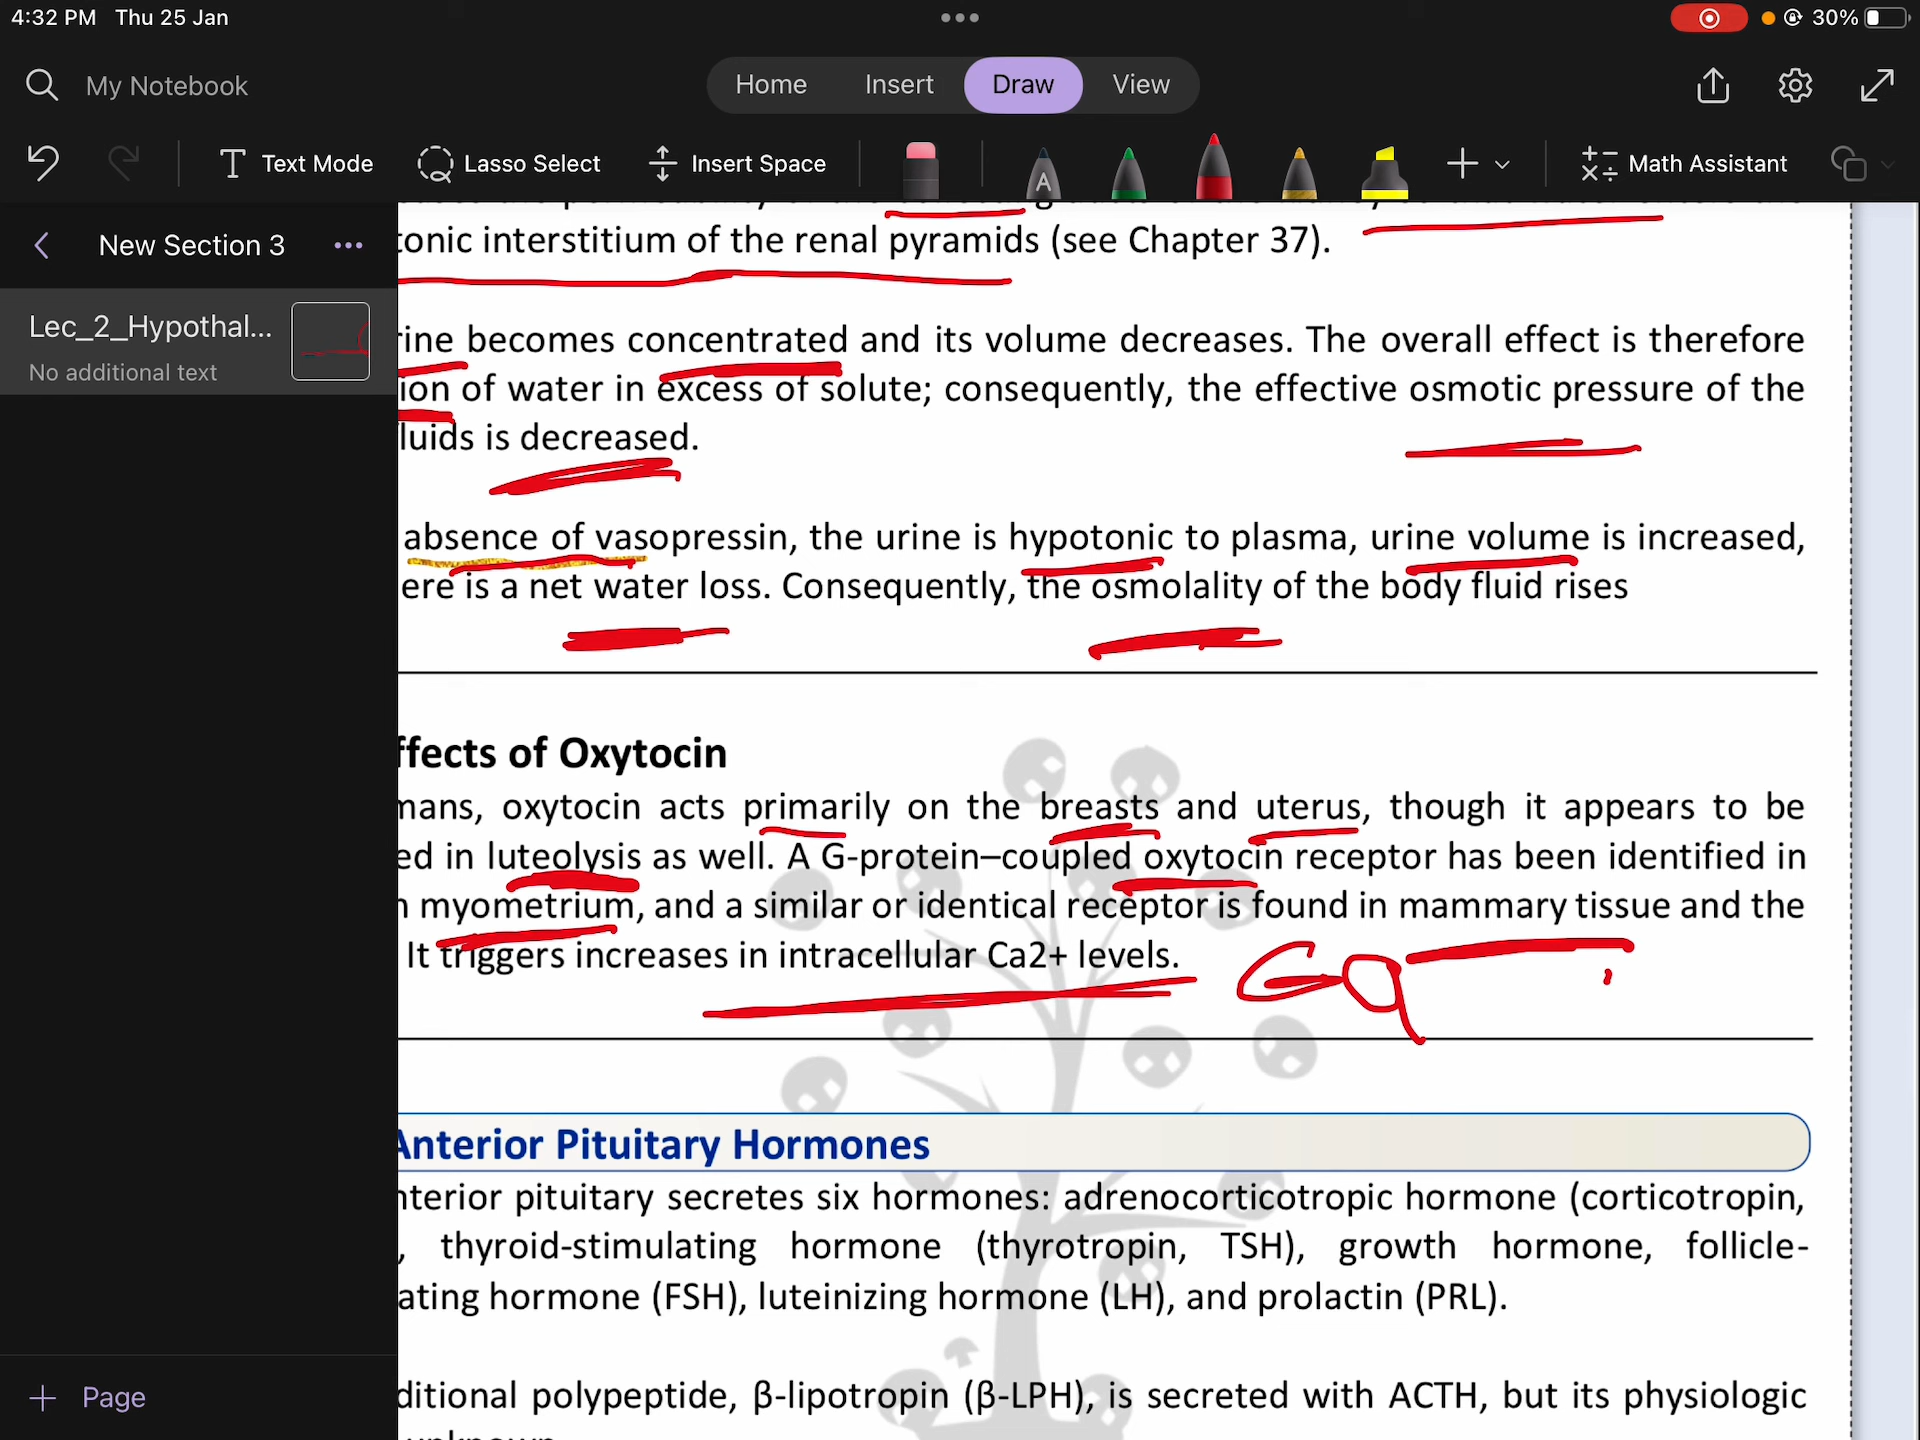 4:32 PM Thu 25 Jan
30%
My Notebook
Home Insert Draw View
Text Mode Lasso Select Insert Space Math Assistant
A
New Section 3
Lec_2_Hypothal...
No additional text
tonic interstitium of the renal pyramids (see Chapter 37).
rine becomes concentrated and its volume decreases. The overall effect is therefore
ion of water in excess of solute; consequently, the effective osmotic pressure of the
luids is decreased.
absence of vasopressin, the urine is hypotonic to plasma, urine volume is increased,
ere is a net water loss. Consequently, the osmolality of the body fluid rises
ffects of Oxytocin
mans, oxytocin acts primarily on the breasts and uterus, though it appears to be
ed in luteolysis as well. A G-protein–coupled oxytocin receptor has been identified in
n myometrium, and a similar or identical receptor is found in mammary tissue and the
It triggers increases in intracellular Ca2+ levels.
Gq
Anterior Pituitary Hormones
nterior pituitary secretes six hormones: adrenocorticotropic hormone (corticotropin,
, thyroid-stimulating hormone (thyrotropin, TSH), growth hormone, follicle-
ating hormone (FSH), luteinizing hormone (LH), and prolactin (PRL).
ditional polypeptide, β-lipotropin (β-LPH), is secreted with ACTH, but its physiologic
Page